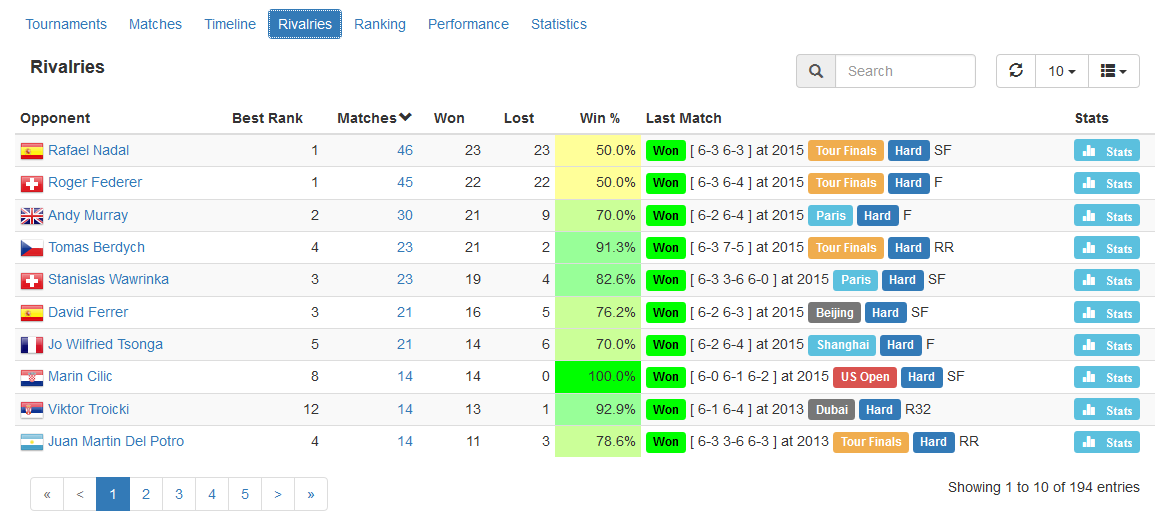 Tournaments Matches Timeline Rivalries Ranking Performance Statistics
Rivalries
Search 10
Opponent Best Rank Matches Won Lost Win % Last Match Stats
Rafael Nadal 1 46 23 23 50.0% Won [ 6-3 6-3 ] at 2015 Tour Finals Hard SF Stats
Roger Federer 1 45 22 22 50.0% Won [ 6-3 6-4 ] at 2015 Tour Finals Hard F Stats
Andy Murray 2 30 21 9 70.0% Won [ 6-2 6-4 ] at 2015 Paris Hard F Stats
Tomas Berdych 4 23 21 2 91.3% Won [ 6-3 7-5 ] at 2015 Tour Finals Hard RR Stats
Stanislas Wawrinka 3 23 19 4 82.6% Won [ 6-3 3-6 6-0 ] at 2015 Paris Hard SF Stats
David Ferrer 3 21 16 5 76.2% Won [ 6-2 6-3 ] at 2015 Beijing Hard SF Stats
Jo Wilfried Tsonga 5 21 14 6 70.0% Won [ 6-2 6-4 ] at 2015 Shanghai Hard F Stats
Marin Cilic 8 14 14 0 100.0% Won [ 6-0 6-1 6-2 ] at 2015 US Open Hard SF Stats
Viktor Troicki 12 14 13 1 92.9% Won [ 6-1 6-4 ] at 2013 Dubai Hard R32 Stats
Juan Martin Del Potro 4 14 11 3 78.6% Won [ 6-3 3-6 6-3 ] at 2013 Tour Finals Hard RR Stats
« < 1 2 3 4 5 > » Showing 1 to 10 of 194 entries